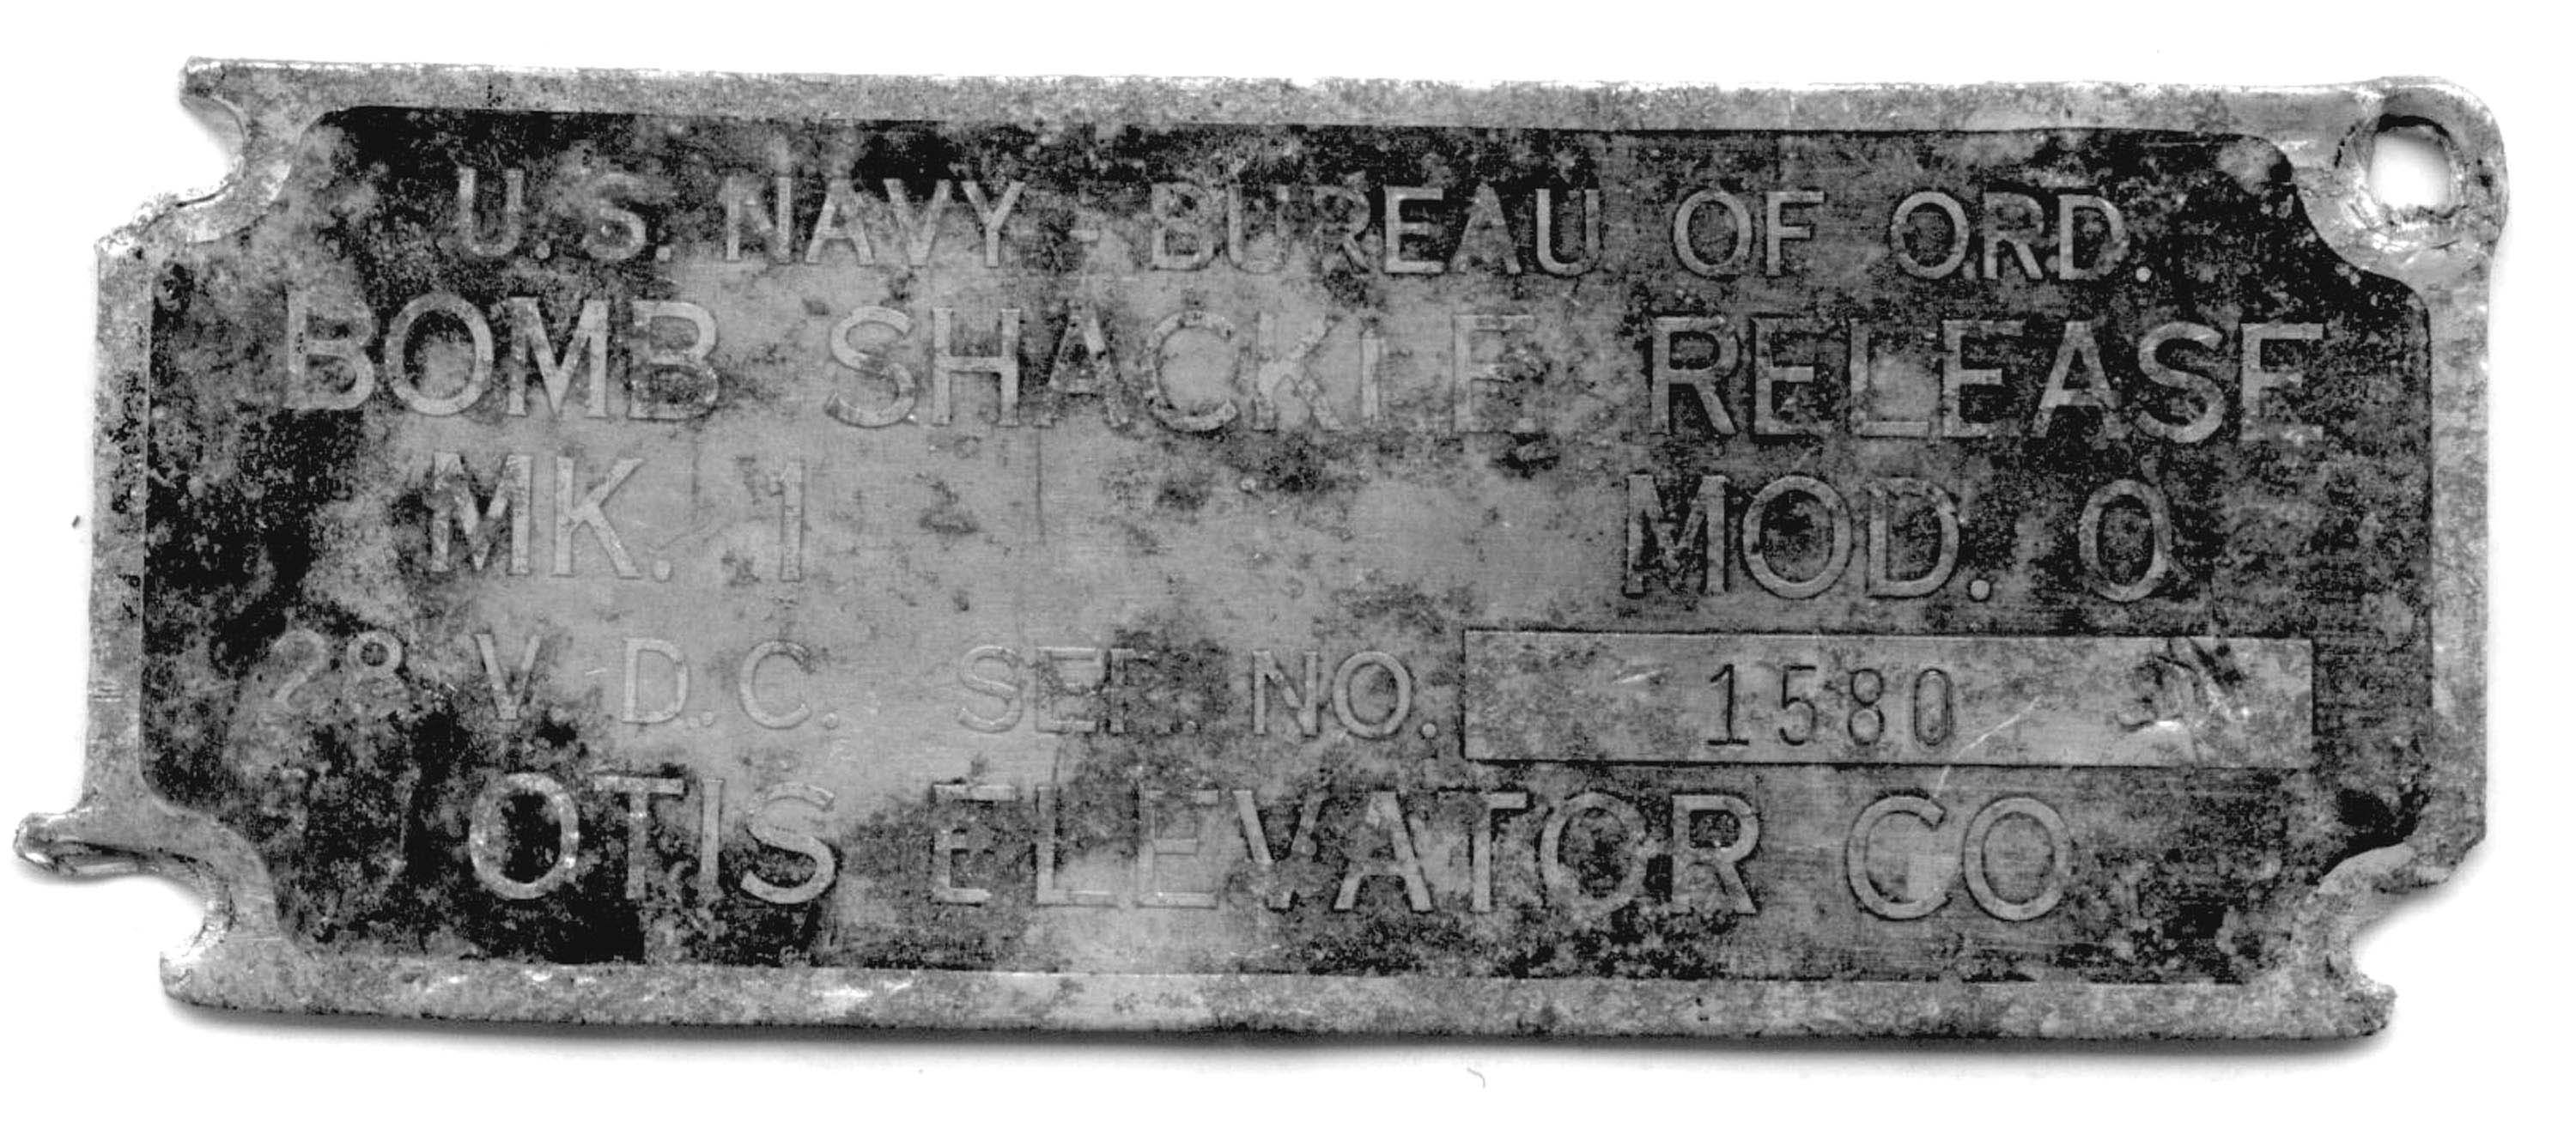 U.S. NAVY - BUREAU OF ORD.
BOMB SHACKLE RELEASE
MK. 1 MOD. 0
28 V. D.C. SER. NO. 1580
OTIS ELEVATOR CO